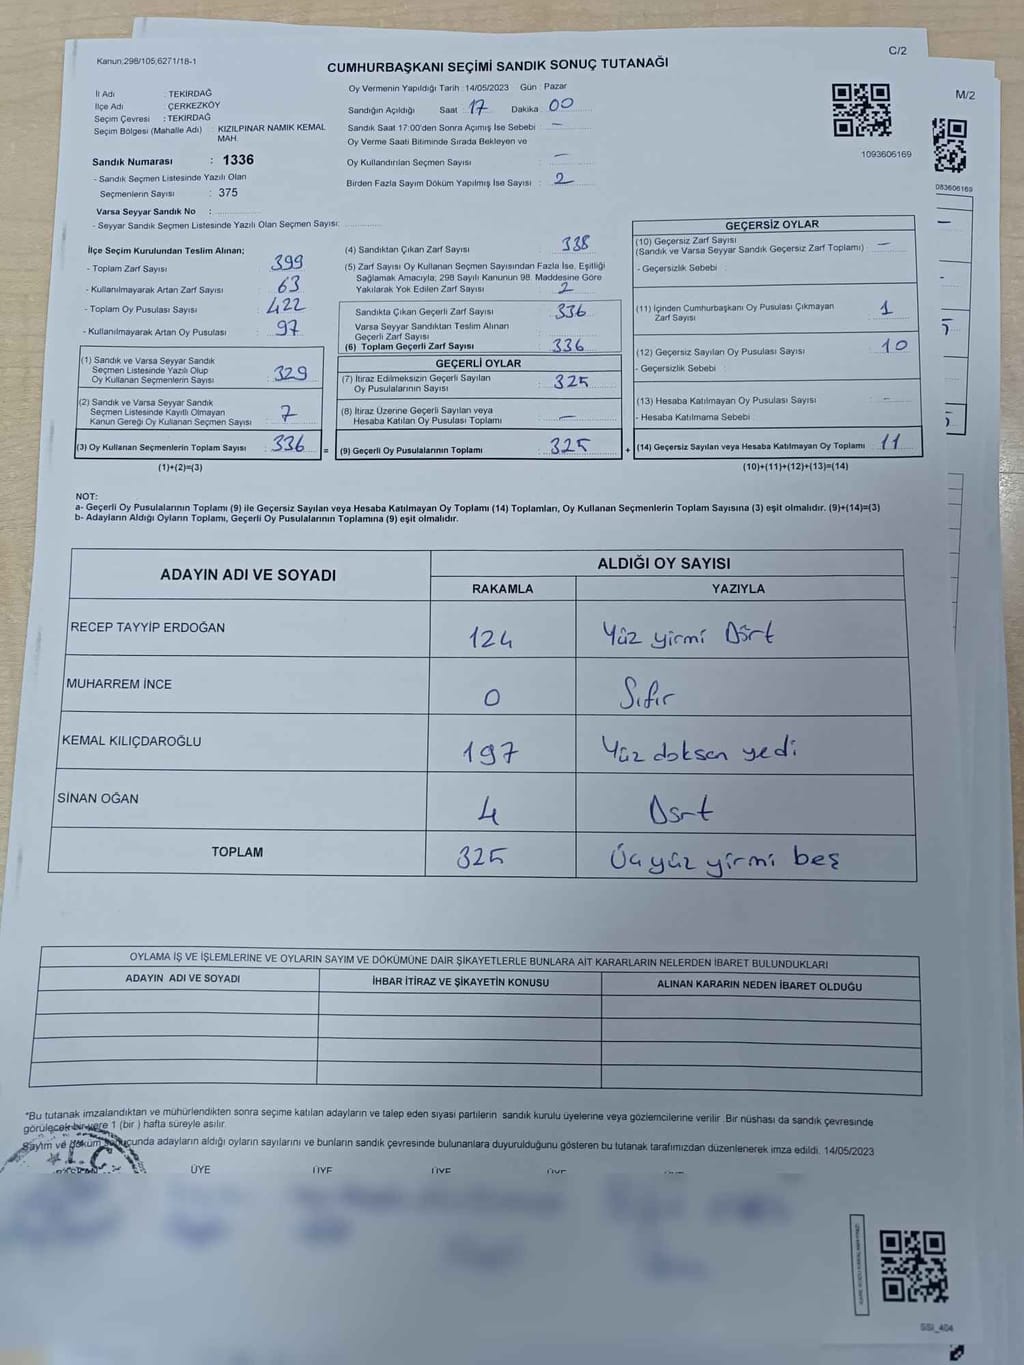 C/2
Kanun:298/105,6271/18-1
CUMHURBAŞKANI SEÇİMİ SANDIK SONUÇ TUTANAĞI
M/2
İl Adı : TEKİRDAĞ
İlçe Adı : ÇERKEZKÖY
Seçim Çevresi : TEKİRDAĞ
Seçim Bölgesi (Mahalle Adı) : KIZILPINAR NAMIK KEMAL
MAH.
Sandık Numarası : 1336
- Sandık Seçmen Listesinde Yazılı Olan
Seçmenlerin Sayısı : 375
Varsa Seyyar Sandık No :
- Seyyar Sandık Seçmen Listesinde Yazılı Olan Seçmen Sayısı:
Oy Vermenin Yapıldığı Tarih :14/05/2023 Gün : Pazar
Sandığın Açıldığı Saat : 17 Dakika : 00
Sandık Saat 17:00'den Sonra Açımış İse Sebebi : —
Oy Verme Saati Bitiminde Sırada Bekleyen ve
Oy Kullandırılan Seçmen Sayısı : —
Birden Fazla Sayım Döküm Yapılmış İse Sayısı : 2
1093606169
083606169
İlçe Seçim Kurulundan Teslim Alınan;
- Toplam Zarf Sayısı : 399
- Kullanılmayarak Artan Zarf Sayısı : 63
- Toplam Oy Pusulası Sayısı : 422
- Kullanılmayarak Artan Oy Pusulası : 97
(1) Sandık ve Varsa Seyyar Sandık
Seçmen Listesinde Yazılı Olup
Oy Kullanan Seçmenlerin Sayısı : 329
(2) Sandık ve Varsa Seyyar Sandık
Seçmen Listesinde Kayıtlı Olmayan
Kanun Gereği Oy Kullanan Seçmen Sayısı : 7
(3) Oy Kullanan Seçmenlerin Toplam Sayısı : 336
(1)+(2)=(3)
(4) Sandıktan Çıkan Zarf Sayısı : 338
(5) Zarf Sayısı Oy Kullanan Seçmen Sayısından Fazla İse, Eşitliği
Sağlamak Amacıyla; 298 Sayılı Kanunun 98. Maddesine Göre
Yakılarak Yok Edilen Zarf Sayısı : 2
Sandıkta Çıkan Geçerli Zarf Sayısı : 336
Varsa Seyyar Sandıktan Teslim Alınan
Geçerli Zarf Sayısı :
(6) Toplam Geçerli Zarf Sayısı : 336
GEÇERLİ OYLAR
(7) İtiraz Edilmeksizin Geçerli Sayılan
Oy Pusulalarının Sayısı : 325
(8) İtiraz Üzerine Geçerli Sayılan veya
Hesaba Katılan Oy Pusulası Toplamı : —
= (9) Geçerli Oy Pusulalarının Toplamı : 325
GEÇERSİZ OYLAR
(10) Geçersiz Zarf Sayısı : —
(Sandık ve Varsa Seyyar Sandık Geçersiz Zarf Toplamı)
- Geçersizlik Sebebi :
(11) İçinden Cumhurbaşkanı Oy Pusulası Çıkmayan
Zarf Sayısı : 1
(12) Geçersiz Sayılan Oy Pusulası Sayısı : 10
- Geçersizlik Sebebi :
(13) Hesaba Katılmayan Oy Pusulası Sayısı : -
- Hesaba Katılmama Sebebi :
+ (14) Geçersiz Sayılan veya Hesaba Katılmayan Oy Toplamı : 11
(10)+(11)+(12)+(13)=(14)
NOT:
a- Geçerli Oy Pusulalarının Toplamı (9) ile Geçersiz Sayılan veya Hesaba Katılmayan Oy Toplamı (14) Toplamları, Oy Kullanan Seçmenlerin Toplam Sayısına (3) eşit olmalıdır. (9)+(14)=(3)
b- Adayların Aldığı Oyların Toplamı, Geçerli Oy Pusulalarının Toplamına (9) eşit olmalıdır.
ADAYIN ADI VE SOYADI
ALDIĞI OY SAYISI
RAKAMLA YAZIYLA
RECEP TAYYİP ERDOĞAN 124 Yüz yirmi Dört
MUHARREM İNCE 0 Sıfır
KEMAL KILIÇDAROĞLU 197 Yüz doksan yedi
SİNAN OĞAN 4 Dört
TOPLAM 325 Üçyüz yirmi beş
OYLAMA İŞ VE İŞLEMLERİNE VE OYLARIN SAYIM VE DÖKÜMÜNE DAİR ŞİKAYETLERLE BUNLARA AİT KARARLARIN NELERDEN İBARET BULUNDUKLARI
ADAYIN ADI VE SOYADI İHBAR İTİRAZ VE ŞİKAYETİN KONUSU ALINAN KARARIN NEDEN İBARET OLDUĞU
"Bu tutanak imzalandıktan ve mühürlendikten sonra seçime katılan adayların ve talep eden siyasi partilerin sandık kurulu üyelerine veya gözlemcilerine verilir. Bir nüshası da sandık çevresinde
görülecek bir yere 1 (bir ) hafta süreyle asılır.
Sayım ve döküm sonucunda adayların aldığı oyların sayılarını ve bunların sandık çevresinde bulunanlara duyurulduğunu gösteren bu tutanak tarafımızdan düzenlenerek imza edildi. 14/05/2023
T.C.
ÜYE ÜYE ÜYE ÜYE ÜYE
SSİ_404